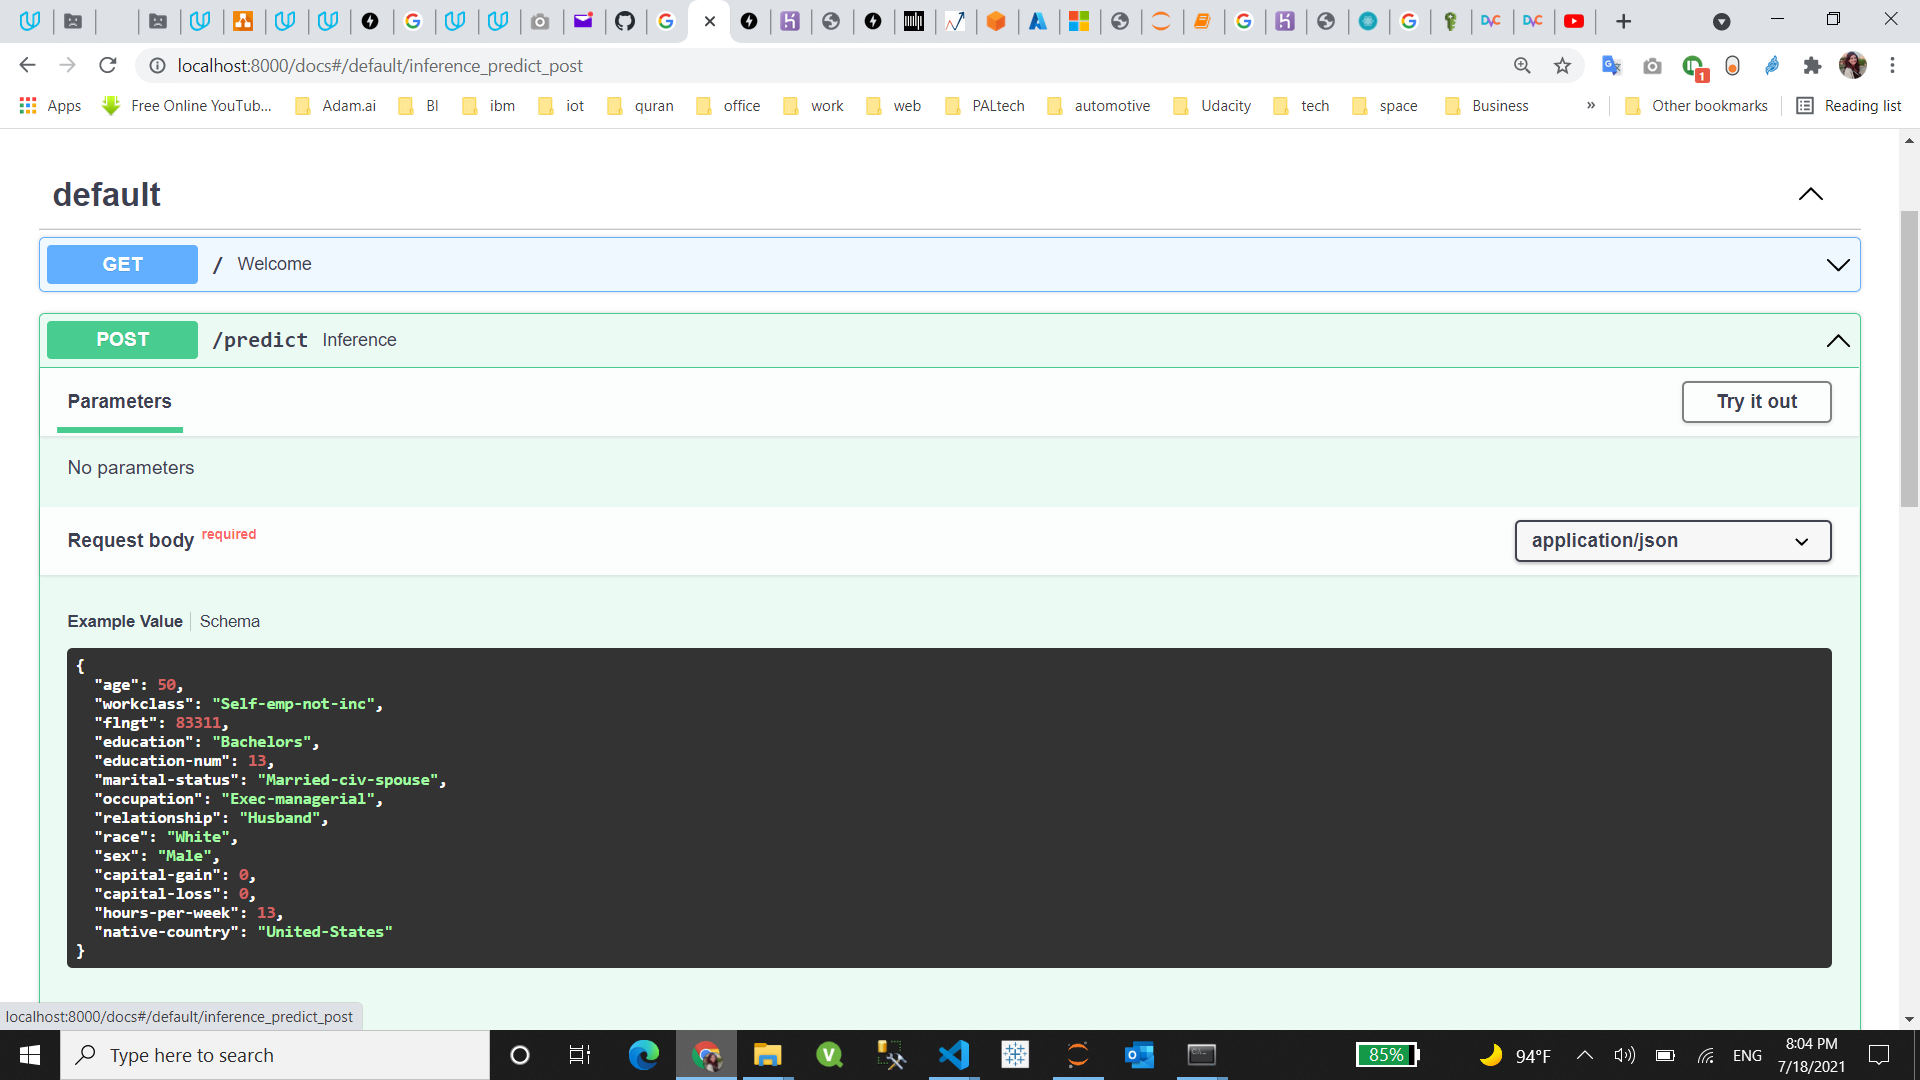 localhost:8000/docs#/default/inference_predict_post
1
Apps
Free Online YouTub...
Adam.ai
BI
ibm
iot
quran
office
work
web
PALtech
automotive
Udacity
tech
space
Business
»
Other bookmarks
Reading list
default
GET / Welcome
POST /predict Inference
Parameters
Try it out
No parameters
Request body required
application/json
Example Value
Schema
{
"age": 50,
"workclass": "Self-emp-not-inc",
"flngt": 83311,
"education": "Bachelors",
"education-num": 13,
"marital-status": "Married-civ-spouse",
"occupation": "Exec-managerial",
"relationship": "Husband",
"race": "White",
"sex": "Male",
"capital-gain": 0,
"capital-loss": 0,
"hours-per-week": 13,
"native-country": "United-States"
}
localhost:8000/docs#/default/inference_predict_post
Type here to search
85%
94°F
ENG
8:04 PM
7/18/2021